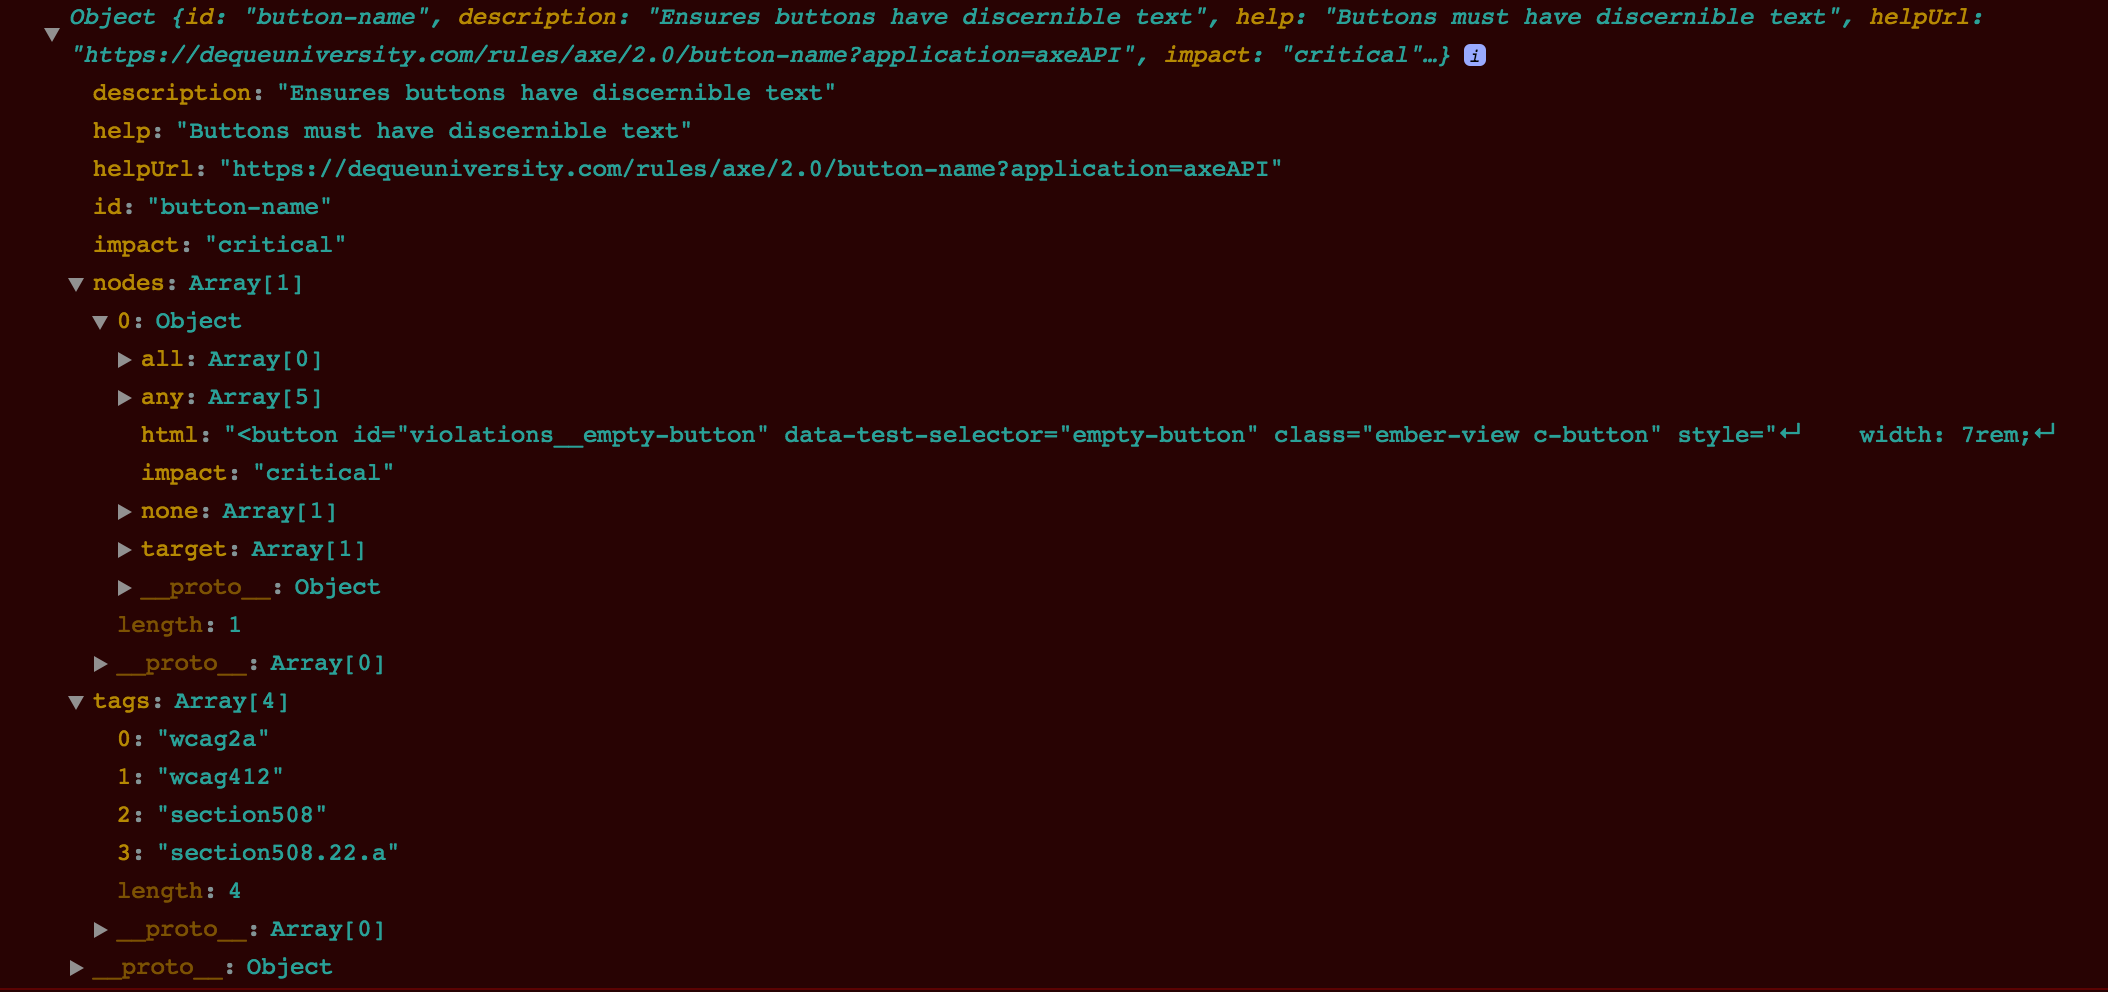 Object {id: "button-name", description: "Ensures buttons have discernible text", help: "Buttons must have discernible text", helpUrl:
"https://dequeuniversity.com/rules/axe/2.0/button-name?application=axeAPI", impact: "critical"…} i
description: "Ensures buttons have discernible text"
help: "Buttons must have discernible text"
helpUrl: "https://dequeuniversity.com/rules/axe/2.0/button-name?application=axeAPI"
id: "button-name"
impact: "critical"
nodes: Array[1]
0: Object
all: Array[0]
any: Array[5]
html: "<button id="violations__empty-button" data-test-selector="empty-button" class="ember-view c-button" style="↵    width: 7rem;↵
impact: "critical"
none: Array[1]
target: Array[1]
__proto__: Object
length: 1
__proto__: Array[0]
tags: Array[4]
0: "wcag2a"
1: "wcag412"
2: "section508"
3: "section508.22.a"
length: 4
__proto__: Array[0]
__proto__: Object